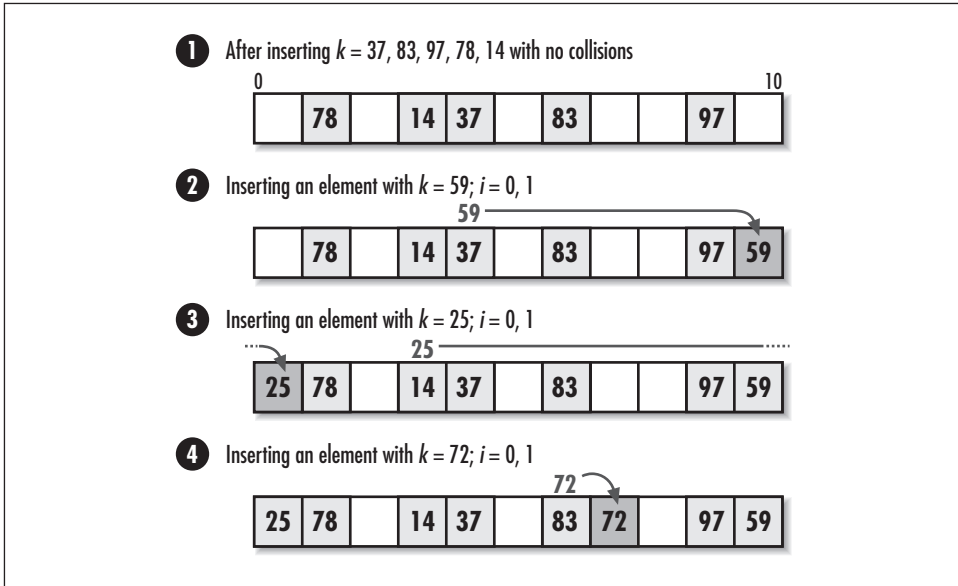 1 After inserting k = 37, 83, 97, 78, 14 with no collisions
0 10
78 14 37 83 97
2 Inserting an element with k = 59; i = 0, 1
59
78 14 37 83 97 59
3 Inserting an element with k = 25; i = 0, 1
25
25 78 14 37 83 97 59
4 Inserting an element with k = 72; i = 0, 1
72
25 78 14 37 83 72 97 59